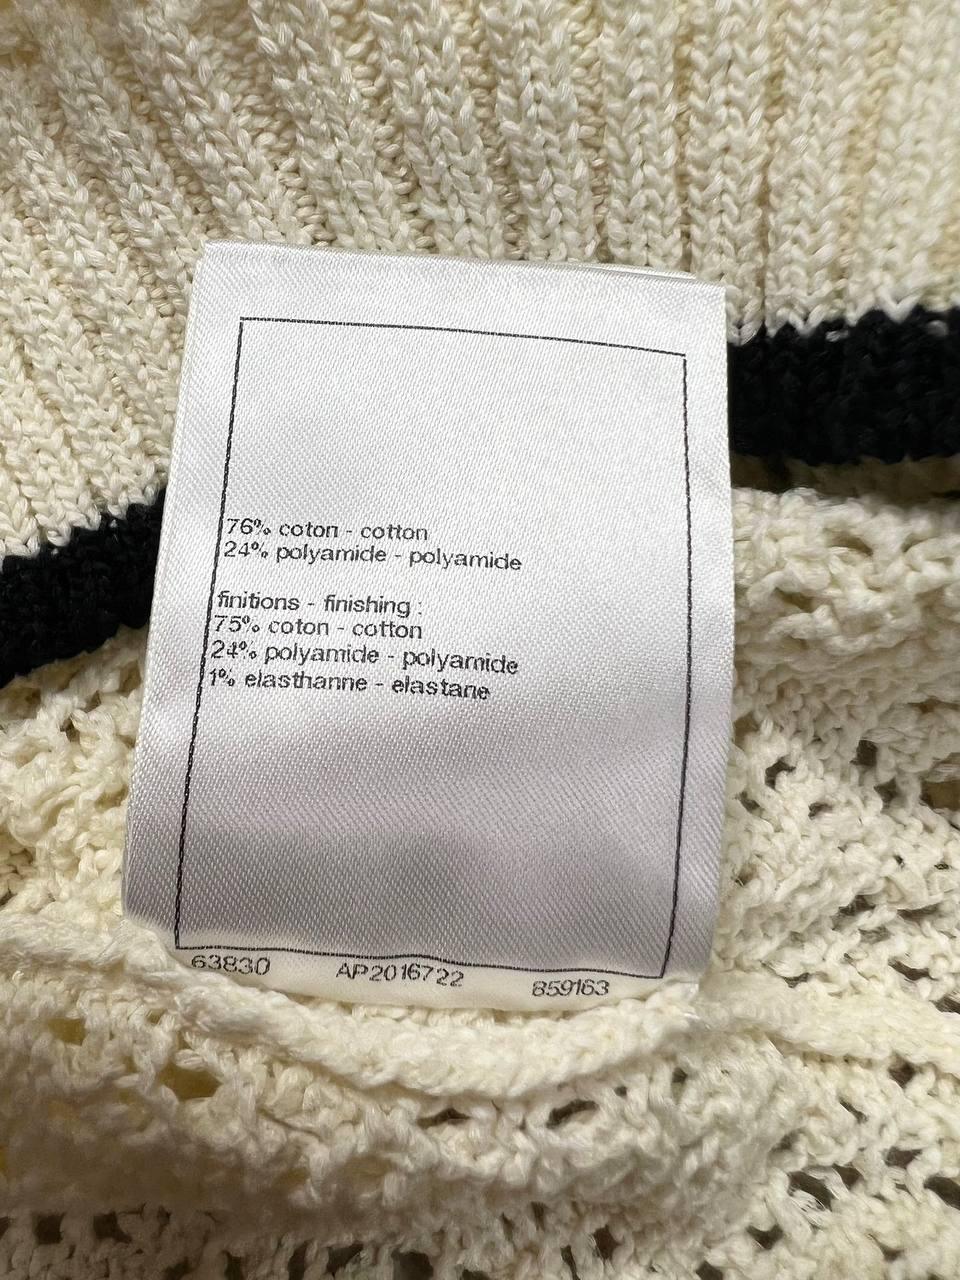 76% coton - cotton
24% polyamide - polyamide
finitions - finishing :
75% coton - cotton
24% polyamide - polyamide
1% elasthanne - elastane
63830 AP2016722 859163